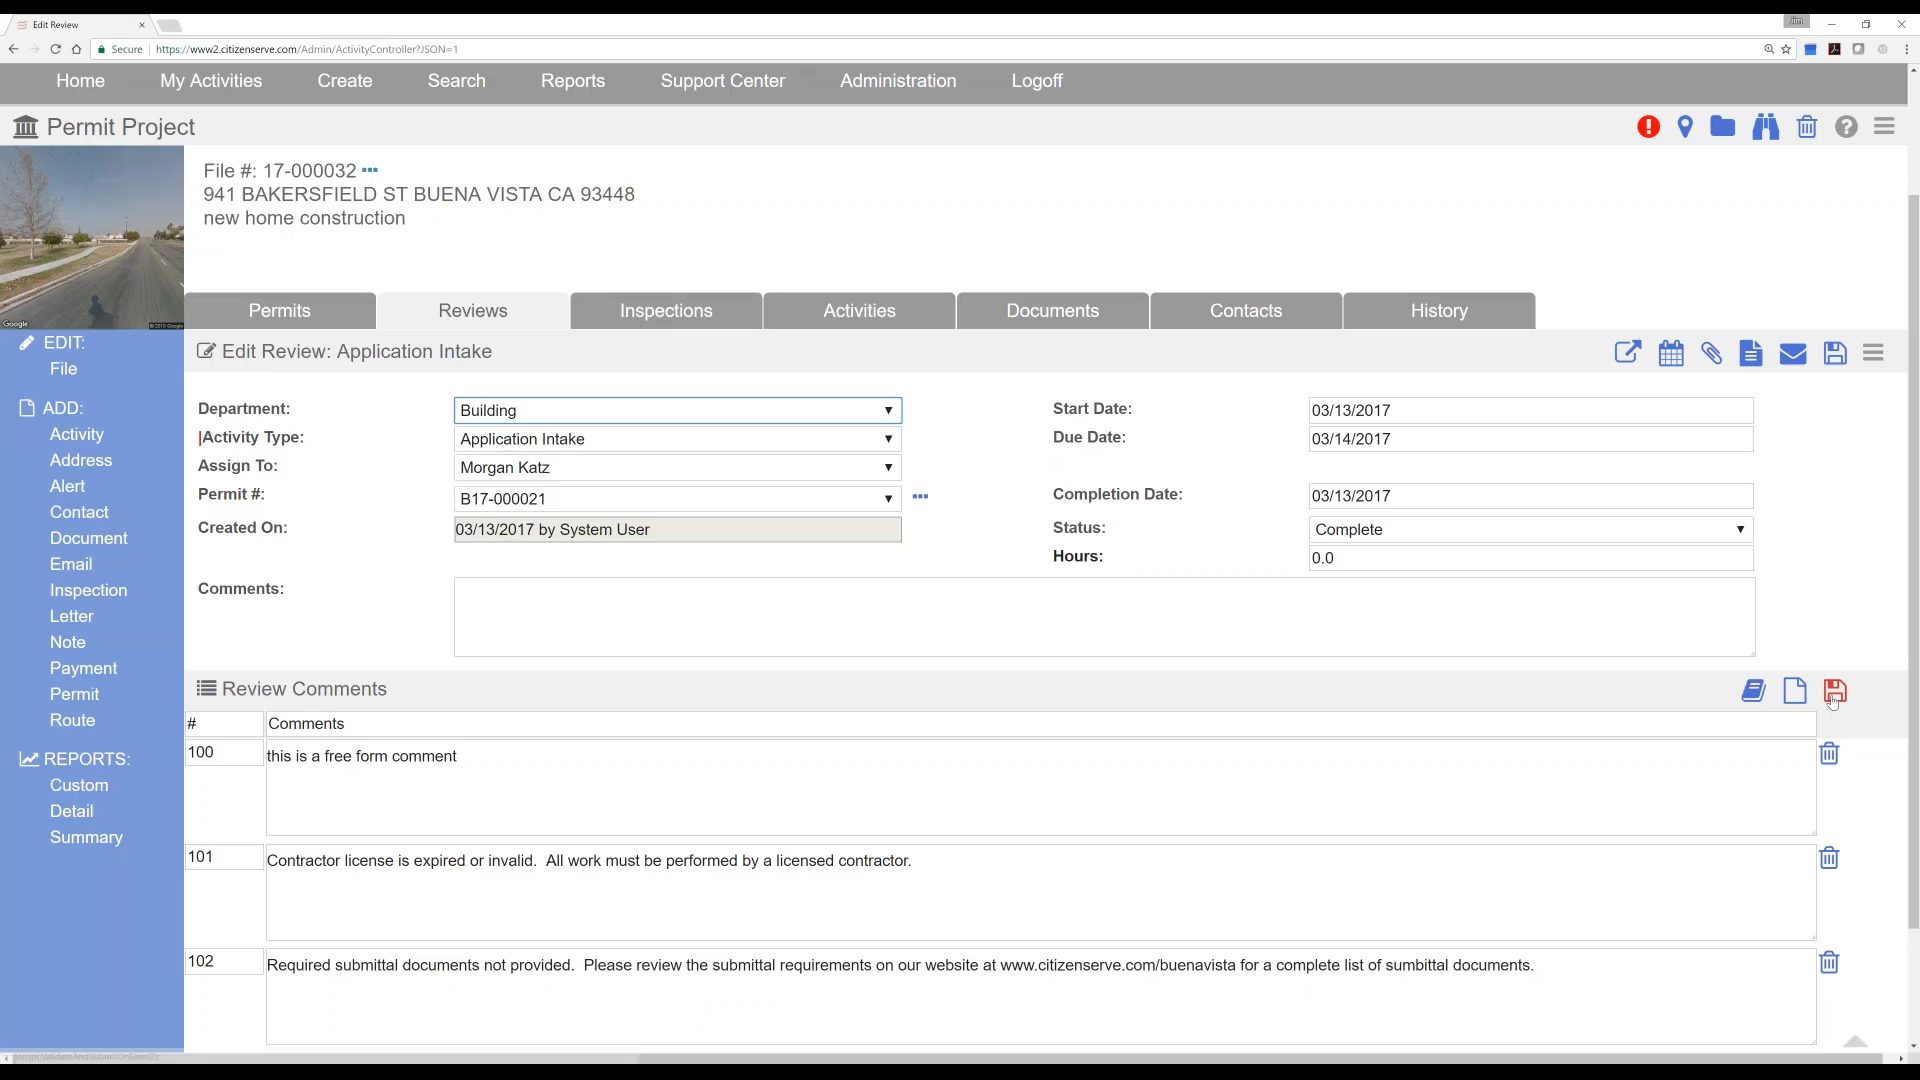 Edit Review
Jim
Secure https://www2.citizenserve.com/Admin/ActivityController?JSON=1
Home My Activities Create Search Reports Support Center Administration Logoff
Permit Project
File #: 17-000032
941 BAKERSFIELD ST BUENA VISTA CA 93448
new home construction
Google
Permits Reviews Inspections Activities Documents Contacts History
EDIT:
File
ADD:
Activity
Address
Alert
Contact
Document
Email
Inspection
Letter
Note
Payment
Permit
Route
REPORTS:
Custom
Detail
Summary
Edit Review: Application Intake
Department: Building Start Date: 03/13/2017
Activity Type: Application Intake Due Date: 03/14/2017
Assign To: Morgan Katz
Permit #: B17-000021 Completion Date: 03/13/2017
Created On: 03/13/2017 by System User Status: Complete
Hours: 0.0
Comments:
Review Comments
# Comments
100 this is a free form comment
101 Contractor license is expired or invalid. All work must be performed by a licensed contractor.
102 Required submittal documents not provided. Please review the submittal requirements on our website at www.citizenserve.com/buenavista for a complete list of sumbittal documents.